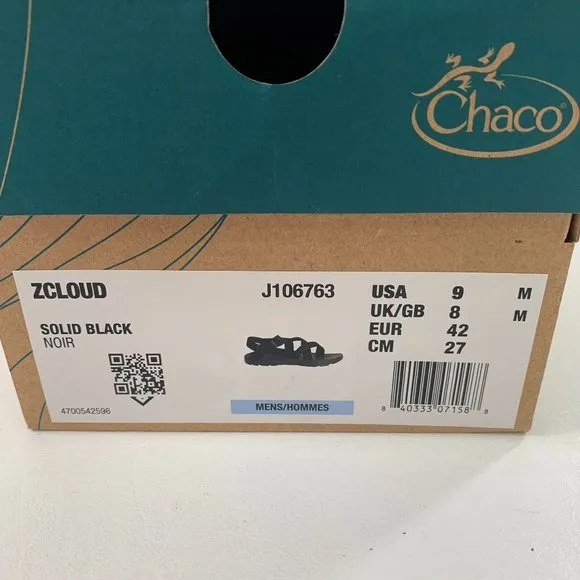 Chaco
ZCLOUD J106763 USA 9 M
UK/GB 8 M
SOLID BLACK EUR 42
NOIR CM 27
4700542596 MENS/HOMMES 8 40333 07158 8